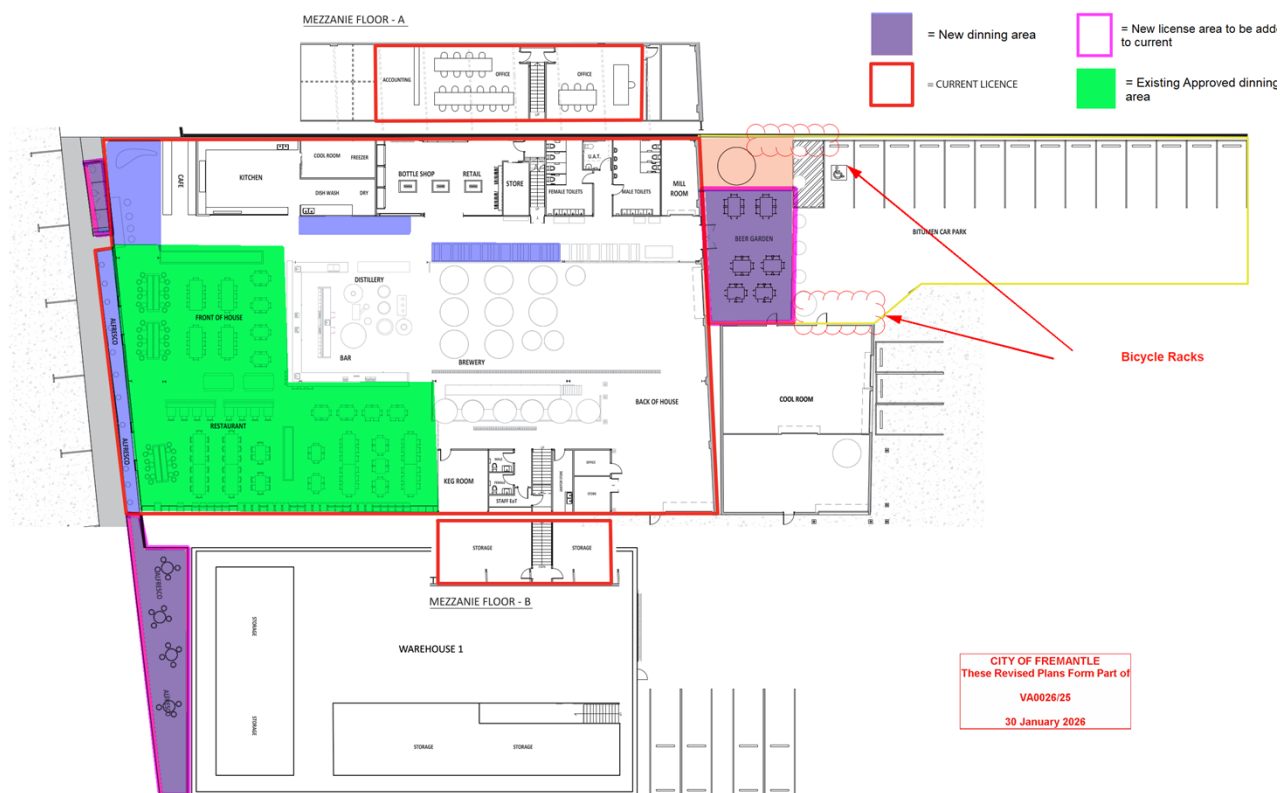 MEZZANIE FLOOR - A
= New dinning area
= New license area to be adde
to current
= CURRENT LICENCE
= Existing Approved dinning
area
ACCOUNTING
OFFICE
OFFICE
CAFE
KITCHEN
COOL ROOM
FREEZER
DISH WASH
DRY
BOTTLE SHOP
RETAIL
STORE
FEMALE TOILETS
U.A.T.
MALE TOILETS
MILL
ROOM
BEER GARDEN
BITUMEN CAR PARK
DISTILLERY
FRONT OF HOUSE
ALFRESCO
BAR
BREWERY
Bicycle Racks
BACK OF HOUSE
COOL ROOM
RESTAURANT
ALFRESCO
KEG ROOM
MALE
FEMALE
STAFF EoT
OFFICE
STORE
STORAGE
STORAGE
MEZZANIE FLOOR - B
ALFRESCO
STORAGE
WAREHOUSE 1
ALFRESCO
STORAGE
STORAGE
STORAGE
CITY OF FREMANTLE
These Revised Plans Form Part of
VA0026/25
30 January 2026